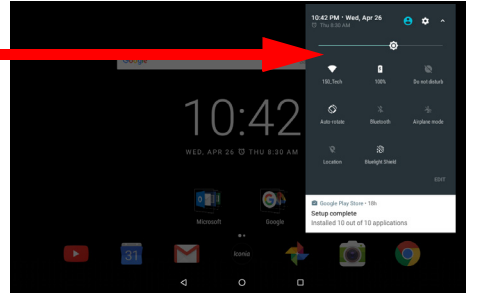 10:42 PM • Wed, Apr 26
Thu 8:30 AM
Google
150_Tech
100%
Do not disturb
Auto-rotate
Bluetooth
Airplane mode
Location
Bluelight Shield
EDIT
10:42
WED, APR 26 THU 8:30 AM
Google Play Store • 18h
Setup complete
Installed 10 out of 10 applications
Microsoft
Google
31
Iconia